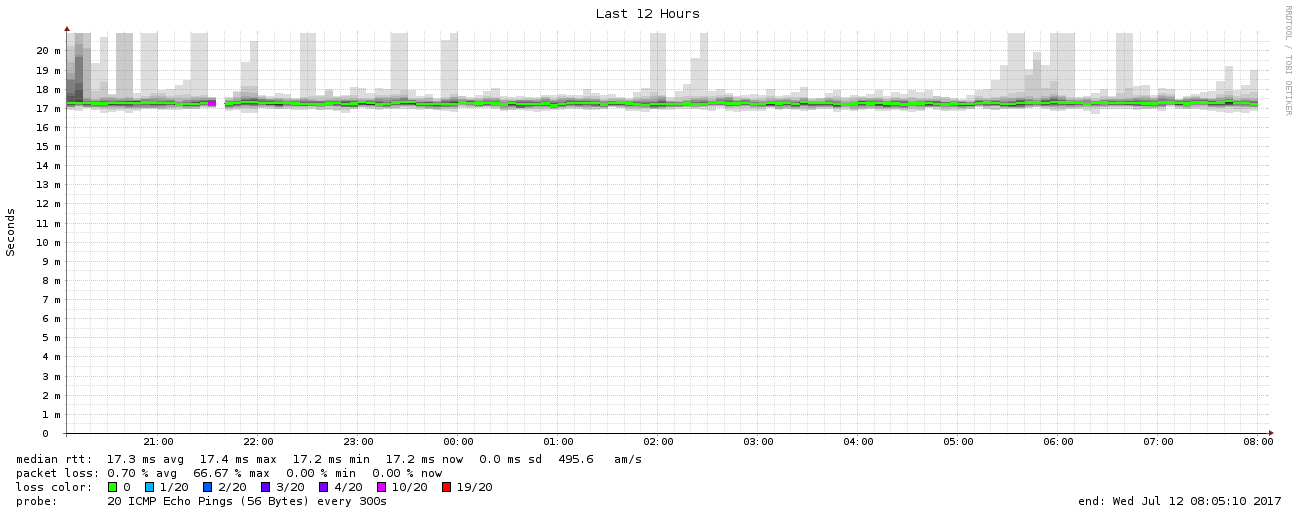 Last 12 Hours
RRDTOOL / TOBI OETIKER
Seconds
20 m
19 m
18 m
17 m
16 m
15 m
14 m
13 m
12 m
11 m
10 m
9 m
8 m
7 m
6 m
5 m
4 m
3 m
2 m
1 m
0
21:00 22:00 23:00 00:00 01:00 02:00 03:00 04:00 05:00 06:00 07:00 08:00
median rtt: 17.3 ms avg 17.4 ms max 17.2 ms min 17.2 ms now 0.0 ms sd 495.6 am/s
packet loss: 0.70 % avg 66.67 % max 0.00 % min 0.00 % now
loss color: 0 1/20 2/20 3/20 4/20 10/20 19/20
probe: 20 ICMP Echo Pings (56 Bytes) every 300s end: Wed Jul 12 08:05:10 2017